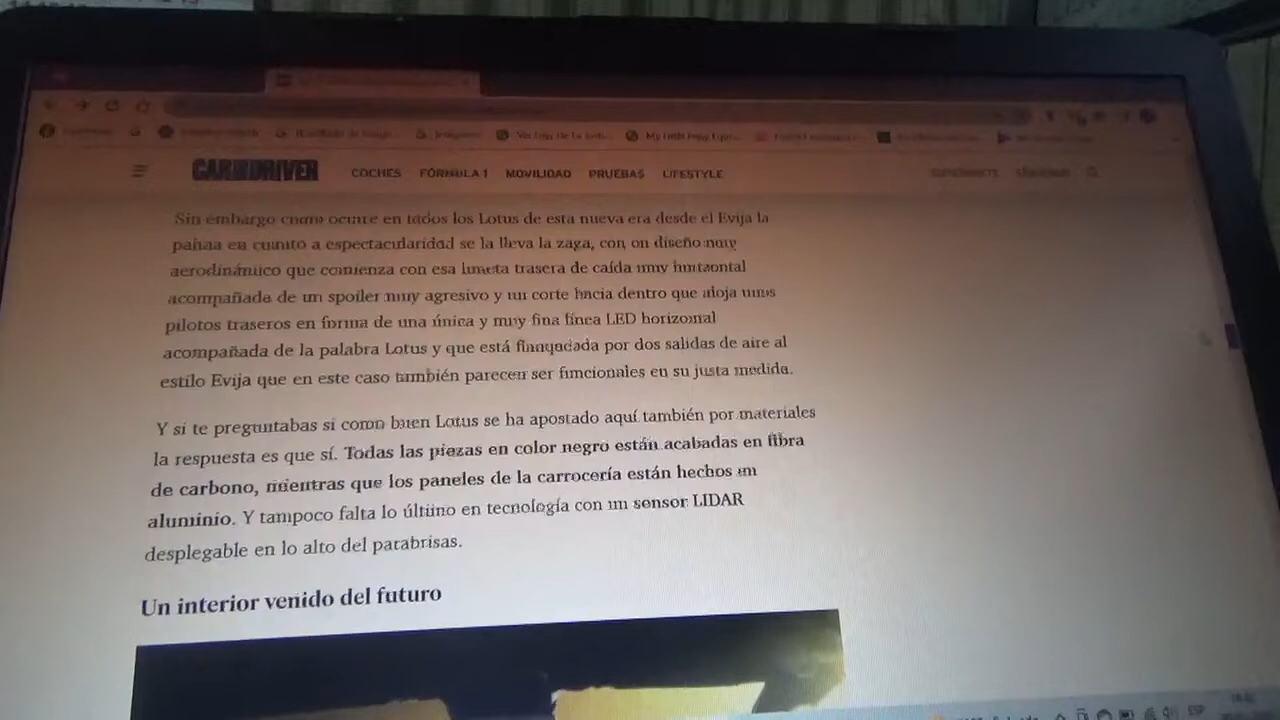 CARANDDRIVER
COCHES FÓRMULA 1 MOVILIDAD PRUEBAS LIFESTYLE
Sin embargo como ocurre en todos los Lotus de esta nueva era desde el Evija la
palma en cuanto a espectacularidad se la lleva la zaga, con un diseño muy
aerodinámico que comienza con esa luneta trasera de caída muy horizontal
acompañada de un spoiler muy agresivo y un corte hacia dentro que aloja unos
pilotos traseros en forma de una única y muy fina línea LED horizontal
acompañada de la palabra Lotus y que está flanqueada por dos salidas de aire al
estilo Evija que en este caso también parecen ser funcionales en su justa medida.
Y si te preguntabas si como buen Lotus se ha apostado aquí también por materiales
la respuesta es que sí. Todas las piezas en color negro están acabadas en fibra
de carbono, mientras que los paneles de la carrocería están hechos en
aluminio. Y tampoco falta lo último en tecnología con un sensor LIDAR
desplegable en lo alto del parabrisas.
Un interior venido del futuro
ESP